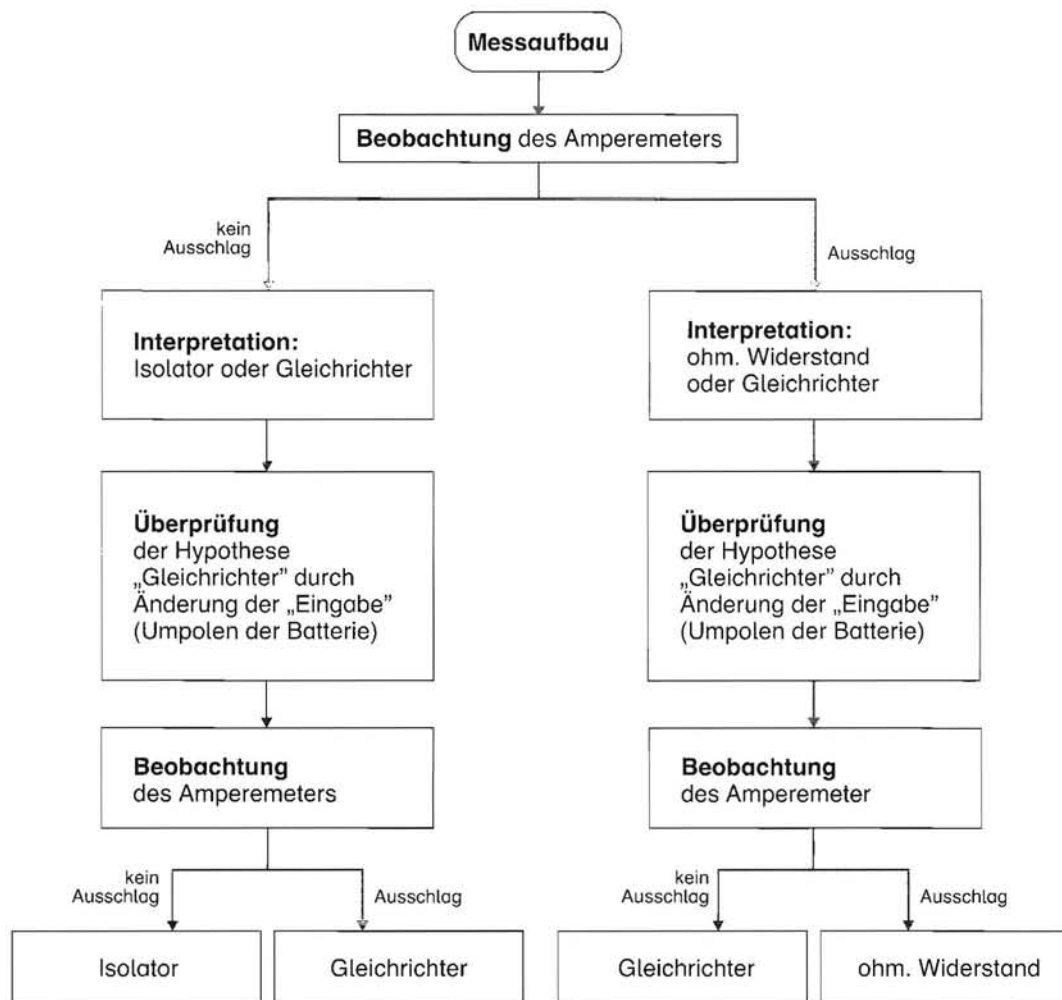 Messaufbau
Beobachtung des Amperemeters
kein
Ausschlag
Ausschlag
Interpretation:
Isolator oder Gleichrichter
Interpretation:
ohm. Widerstand
oder Gleichrichter
Überprüfung
der Hypothese
„Gleichrichter” durch
Änderung der „Eingabe”
(Umpolen der Batterie)
Überprüfung
der Hypothese
„Gleichrichter” durch
Änderung der „Eingabe”
(Umpolen der Batterie)
Beobachtung
des Amperemeters
Beobachtung
des Amperemeter
kein
Ausschlag
Ausschlag
kein
Ausschlag
Ausschlag
Isolator
Gleichrichter
Gleichrichter
ohm. Widerstand